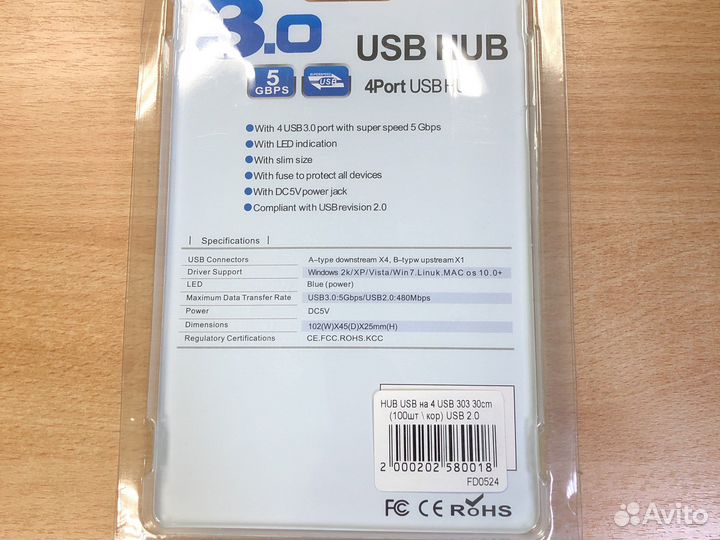 3.0
USB HUB
5 GBPS
SUPERSPEED USB
4Port USB HU
With 4 USB3.0 port with super speed 5 Gbps
With LED indication
With slim size
With fuse to protect all devices
With DC5V power jack
Compliant with USB revision 2.0
Specifications
USB Connectors A-type downstream X4, B-typw upstream X1
Driver Support Windows 2k/XP/Vista/Win7.Linuk.MAC os 10.0+
LED Blue (power)
Maximum Data Transfer Rate USB3.0:5Gbps/USB2.0:480Mbps
Power DC5V
Dimensions 102(W)X45(D)X25mm(H)
Regulatory Certifications CE.FCC.ROHS.KCC
HUB USB на 4 USB 303 30cm
(100шт \ кор) USB 2.0
2 000202 580018
FD0524
FC CE RoHS
Avito